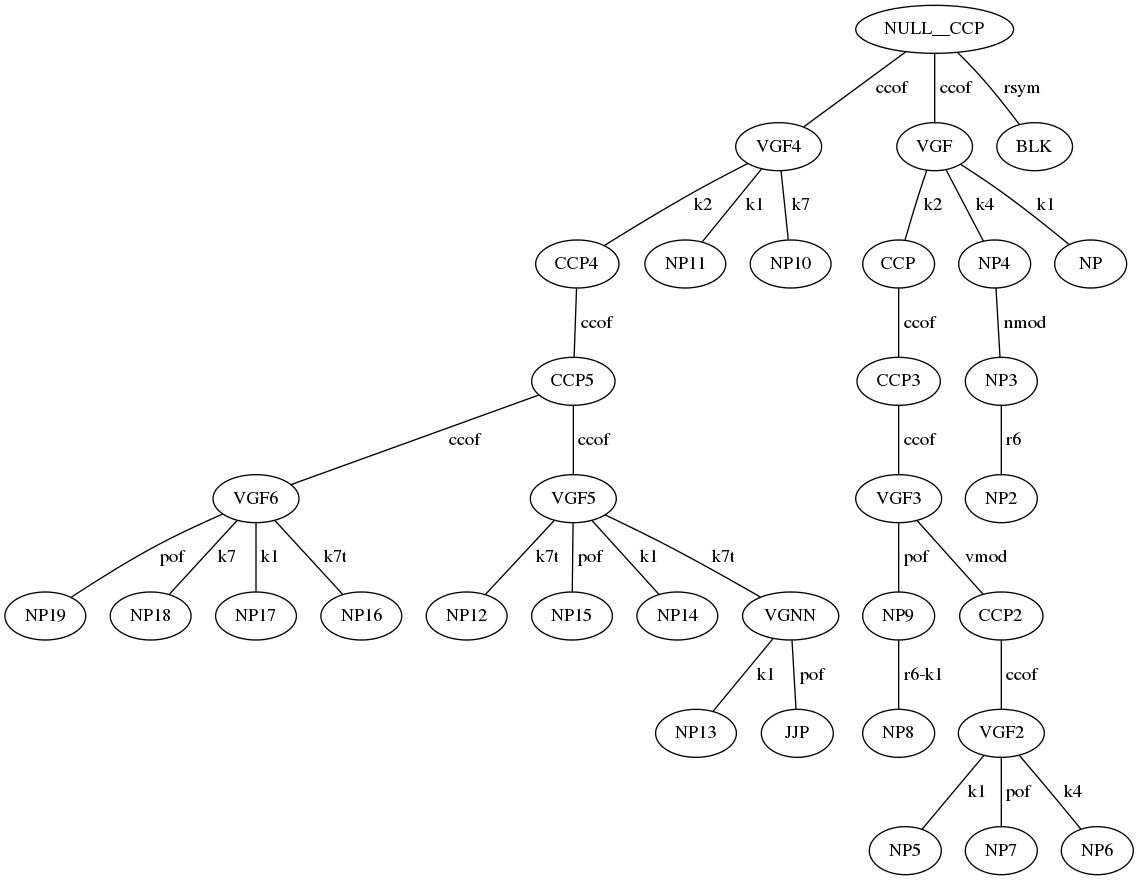 NULL__CCP
ccof ccof rsym
VGF4 VGF BLK
k2 k1 k7 k2 k4 k1
CCP4 NP11 NP10 CCP NP4 NP
ccof ccof nmod
CCP5 CCP3 NP3
ccof ccof ccof r6
VGF6 VGF5 VGF3 NP2
pof k7 k1 k7t k7t pof k1 k7t pof vmod
NP19 NP18 NP17 NP16 NP12 NP15 NP14 VGNN NP9 CCP2
k1 pof r6-k1 ccof
NP13 JJP NP8 VGF2
k1 pof k4
NP5 NP7 NP6